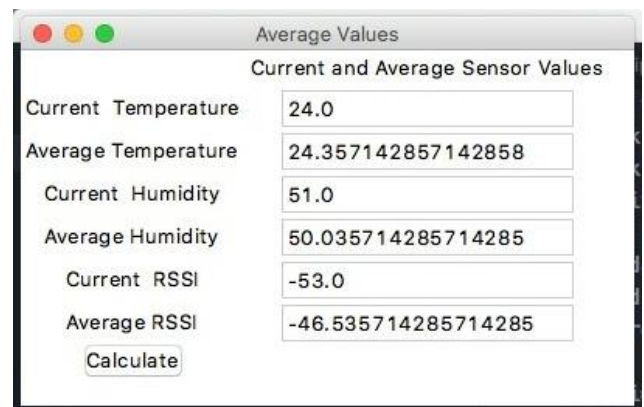 Average Values
Current and Average Sensor Values
Current Temperature 24.0
Average Temperature 24.357142857142858
Current Humidity 51.0
Average Humidity 50.035714285714285
Current RSSI -53.0
Average RSSI -46.535714285714285
Calculate